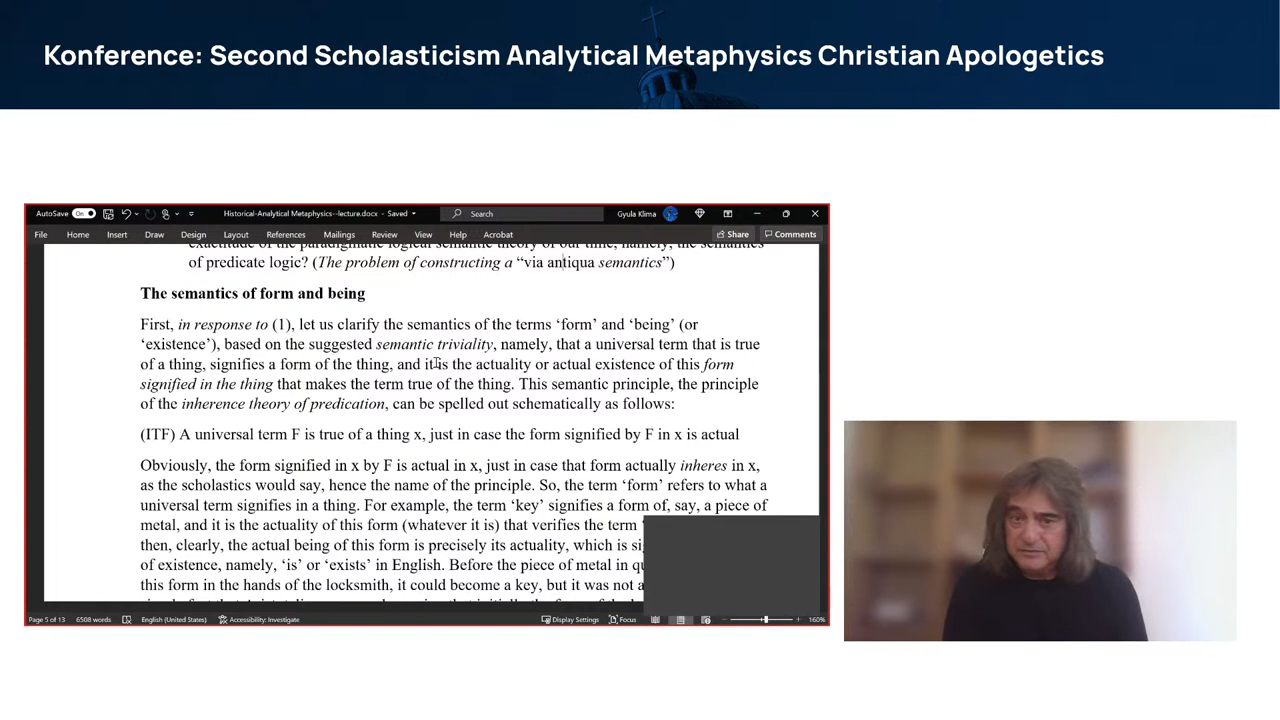 Konference: Second Scholasticism Analytical Metaphysics Christian Apologetics
AutoSave On Historical-Analytical Metaphysics--lecture.docx - Saved Search Gyula Klima
File Home Insert Draw Design Layout References Mailings Review View Help Acrobat Share Comments
exactitude of the paradigmatic logical semantic theory of our time, namely, the semantics
of predicate logic? (The problem of constructing a “via antiqua semantics”)
The semantics of form and being
First, in response to (1), let us clarify the semantics of the terms ‘form’ and ‘being’ (or
‘existence’), based on the suggested semantic triviality, namely, that a universal term that is true
of a thing, signifies a form of the thing, and it is the actuality or actual existence of this form
signified in the thing that makes the term true of the thing. This semantic principle, the principle
of the inherence theory of predication, can be spelled out schematically as follows:
(ITF) A universal term F is true of a thing x, just in case the form signified by F in x is actual
Obviously, the form signified in x by F is actual in x, just in case that form actually inheres in x,
as the scholastics would say, hence the name of the principle. So, the term ‘form’ refers to what a
universal term signifies in a thing. For example, the term ‘key’ signifies a form of, say, a piece of
metal, and it is the actuality of this form (whatever it is) that verifies the term
then, clearly, the actual being of this form is precisely its actuality, which is
of existence, namely, ‘is’ or ‘exists’ in English. Before the piece of metal in
this form in the hands of the locksmith, it could become a key, but it was not a
Page 5 of 13 6508 words English (United States) Accessibility: Investigate Display Settings Focus 160%